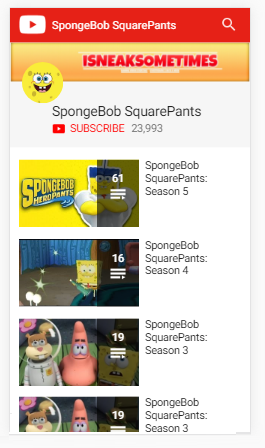 SpongeBob SquarePants
ISNEAKSOMETIMES
SpongeBob SquarePants
SUBSCRIBE 23,993
SPONGEBOB
HEROPANTS
61
SpongeBob
SquarePants:
Season 5
16
SpongeBob
SquarePants:
Season 4
19
SpongeBob
SquarePants:
Season 3
19
SpongeBob
SquarePants:
Season 3